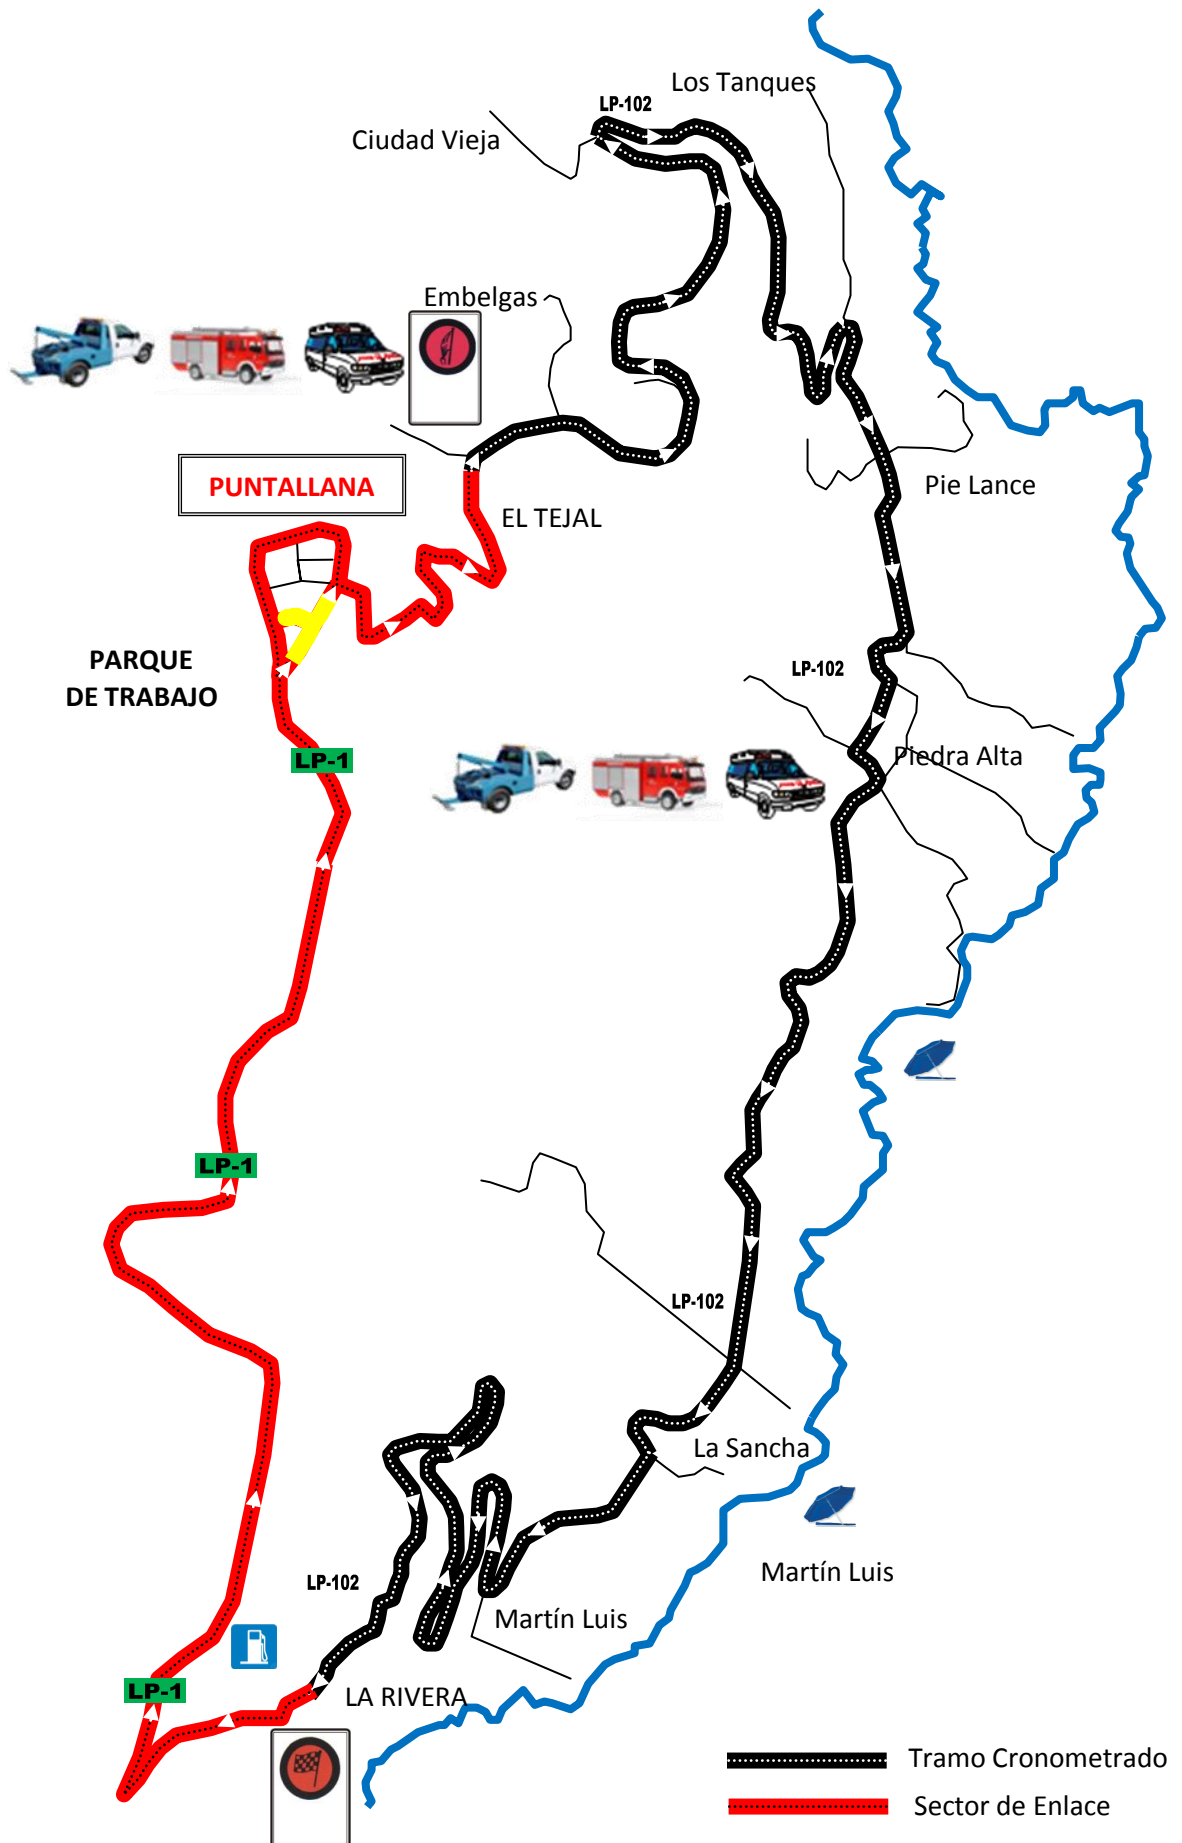 Los Tanques
LP-102
Ciudad Vieja
Embelgas
PUNTALLANA
Pie Lance
EL TEJAL
PARQUE
DE TRABAJO
LP-102
LP-1
Piedra Alta
LP-1
LP-102
La Sancha
Martín Luis
LP-102
Martín Luis
LP-1
LA RIVERA
Tramo Cronometrado
Sector de Enlace